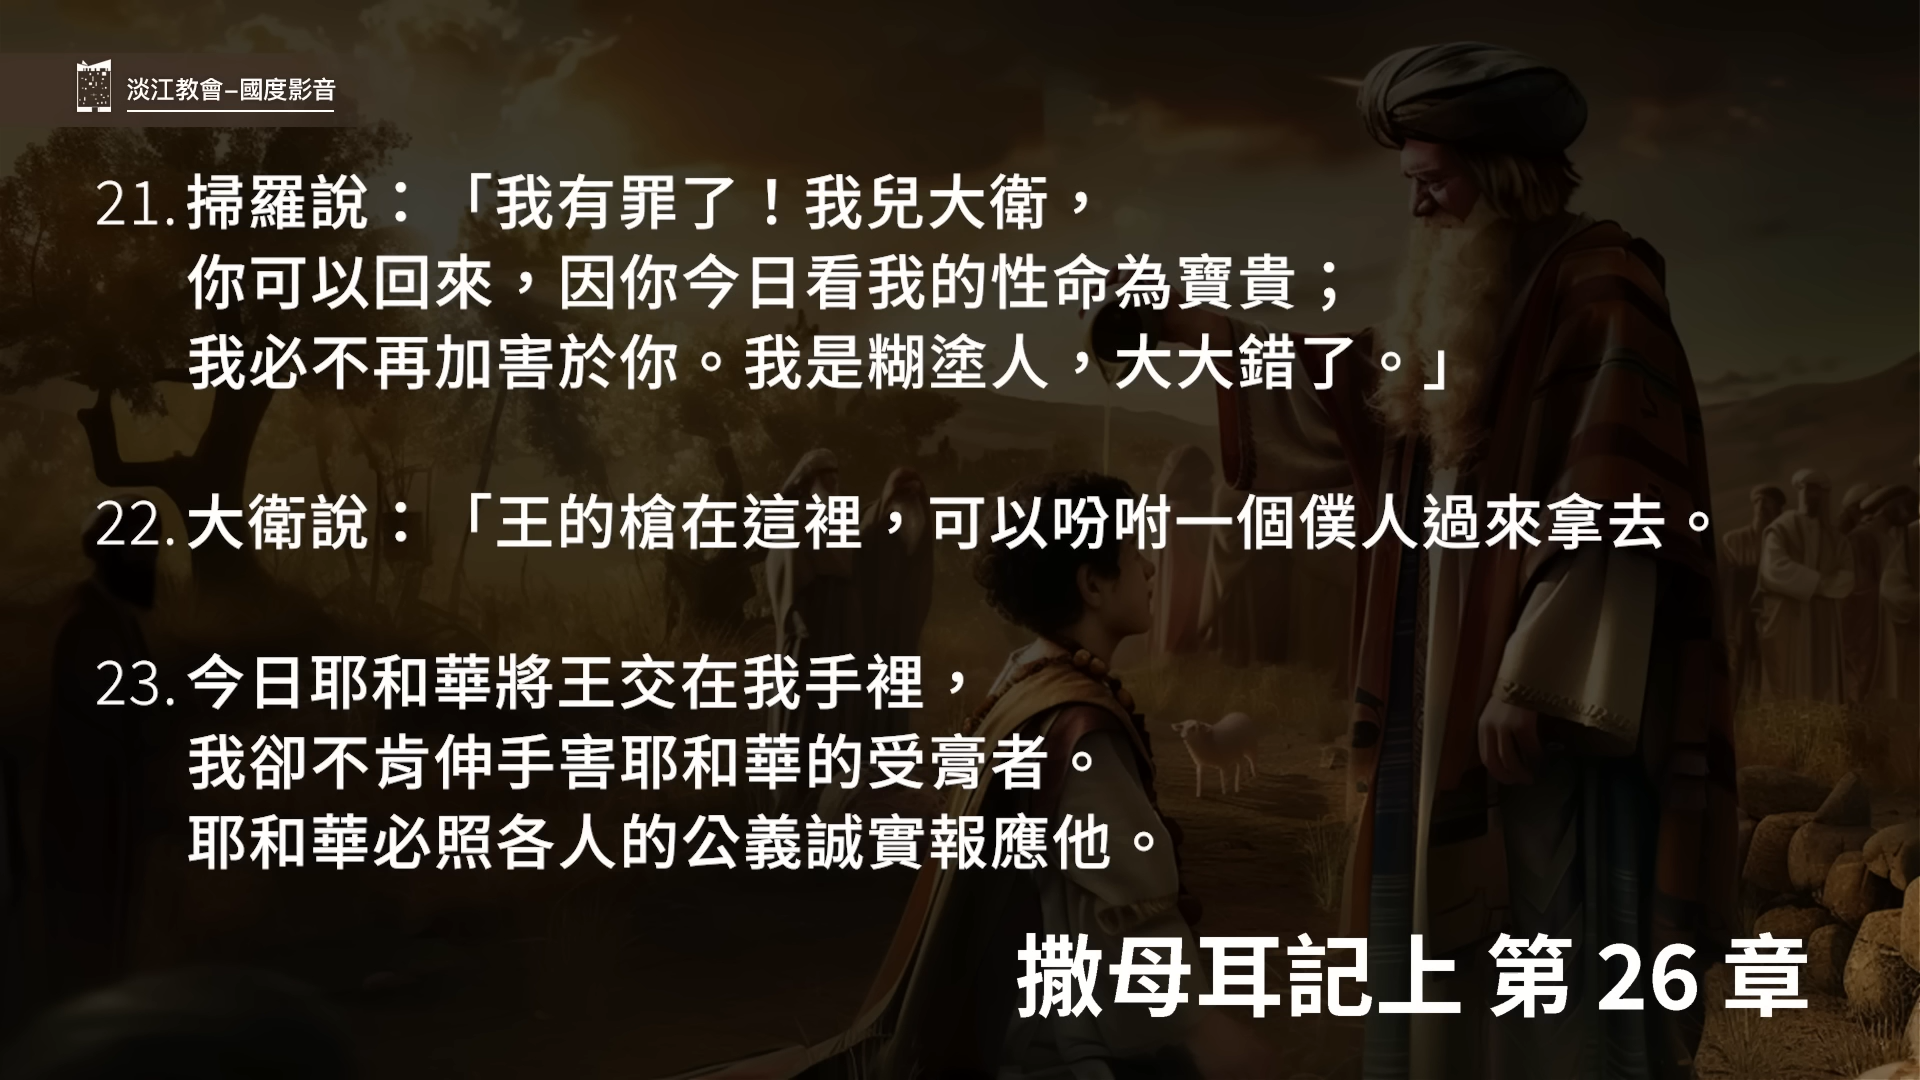 淡江教會–國度影音
21.掃羅說：「我有罪了！我兒大衛，
你可以回來，因你今日看我的性命為寶貴；
我必不再加害於你。我是糊塗人，大大錯了。」
22.大衛說：「王的槍在這裡，可以吩咐一個僕人過來拿去。
23.今日耶和華將王交在我手裡，
我卻不肯伸手害耶和華的受膏者。
耶和華必照各人的公義誠實報應他。
撒母耳記上 第 26 章